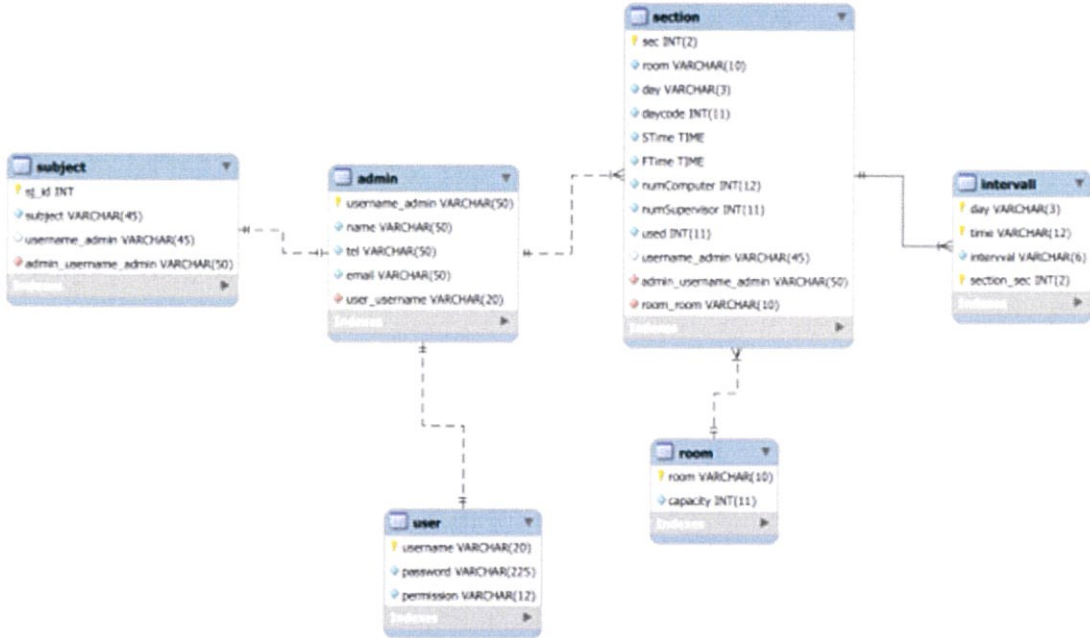 section
sec INT(2)
room VARCHAR(10)
day VARCHAR(3)
daycode INT(11)
STime TIME
FTime TIME
numComputer INT(12)
numSupervisor INT(11)
used INT(11)
username_admin VARCHAR(45)
admin_username_admin VARCHAR(50)
room_room VARCHAR(10)
Indexes
subject
sj_id INT
subject VARCHAR(45)
username_admin VARCHAR(45)
admin_username_admin VARCHAR(50)
Indexes
admin
username_admin VARCHAR(50)
name VARCHAR(50)
tel VARCHAR(50)
email VARCHAR(50)
user_username VARCHAR(20)
Indexes
intervall
day VARCHAR(3)
time VARCHAR(12)
intervval VARCHAR(6)
section_sec INT(2)
Indexes
room
room VARCHAR(10)
capacity INT(11)
Indexes
user
username VARCHAR(20)
password VARCHAR(225)
permission VARCHAR(12)
Indexes